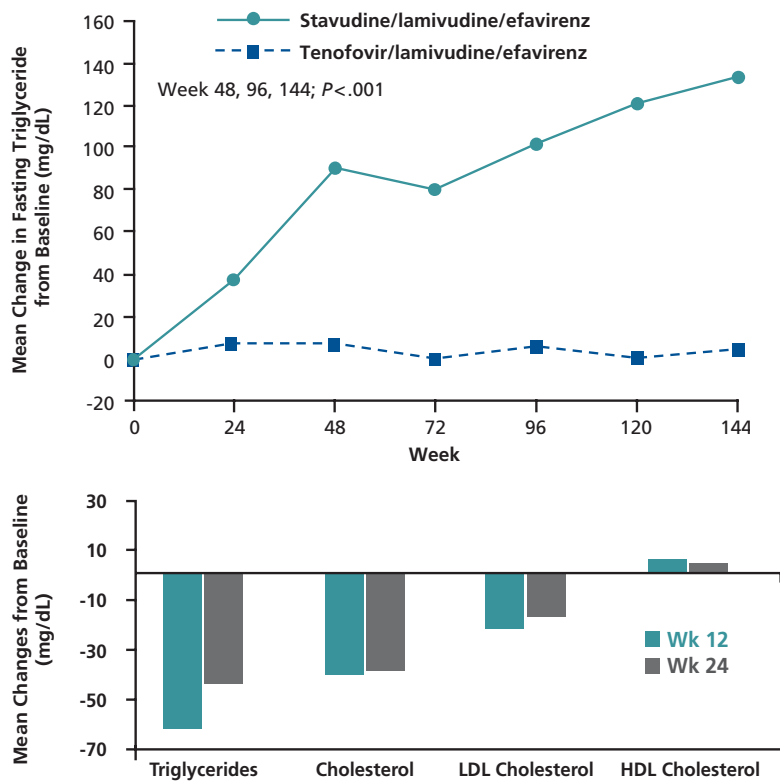 Stavudine/lamivudine/efavirenz
Tenofovir/lamivudine/efavirenz
Week 48, 96, 144; P<.001
Mean Change in Fasting Triglyceride
from Baseline (mg/dL)
160
140
120
100
80
60
40
20
0
-20
0 24 48 72 96 120 144
Week
Mean Changes from Baseline
(mg/dL)
30
10
-10
-30
-50
-70
Wk 12
Wk 24
Triglycerides Cholesterol LDL Cholesterol HDL Cholesterol